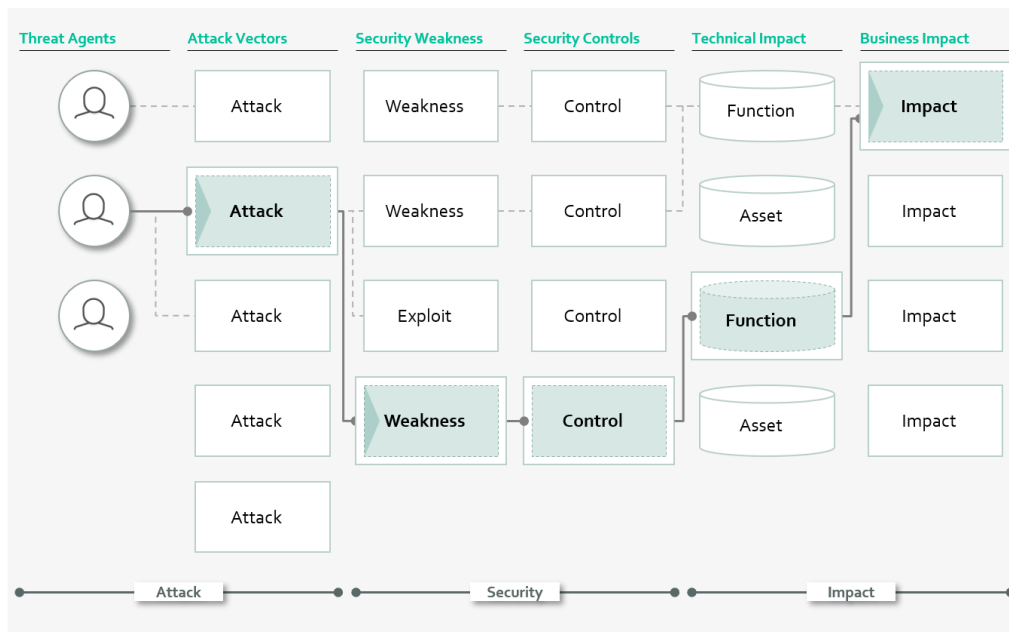 Threat Agents Attack Vectors Security Weakness Security Controls Technical Impact Business Impact
Attack Weakness Control Function Impact
Attack Weakness Control Asset Impact
Attack Exploit Control Function Impact
Attack Weakness Control Asset Impact
Attack
Attack Security Impact